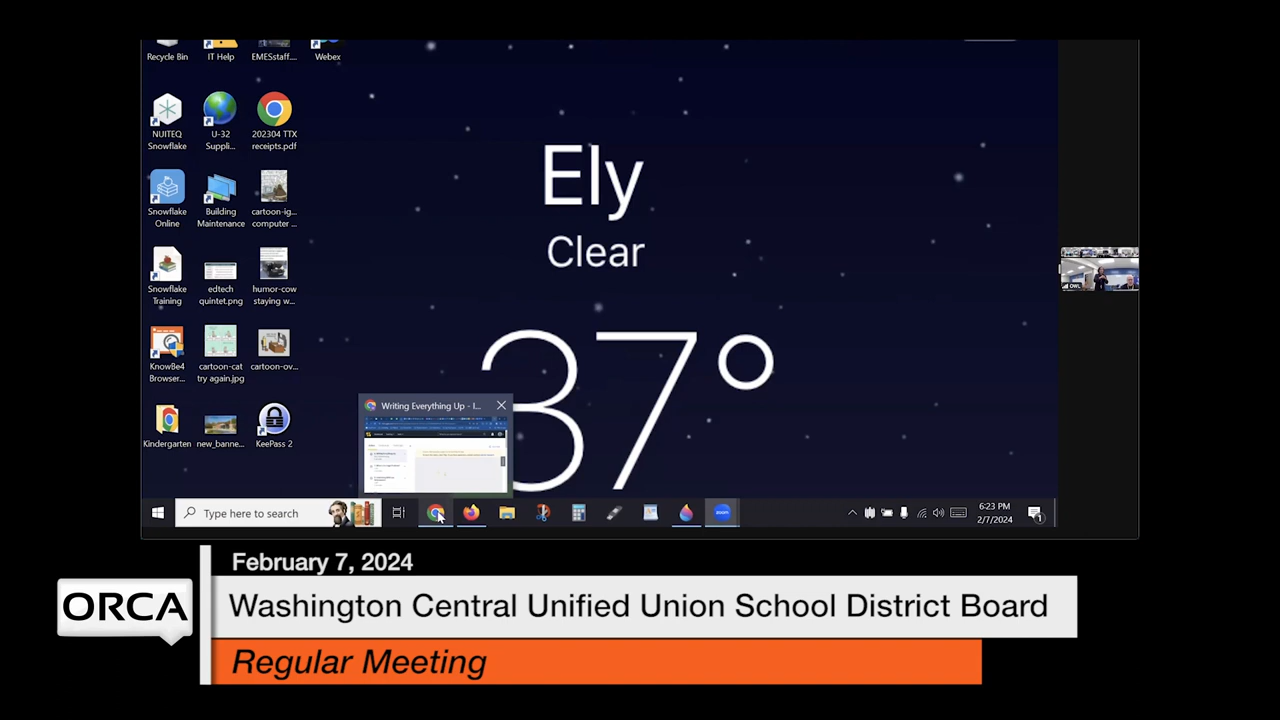 Recycle Bin
IT Help
EMESstaff....
Webex
NUITEQ
Snowflake
U-32
Suppli...
202304 TTX
receipts.pdf
Snowflake
Online
Building
Maintenance
cartoon-ig...
computer ...
Snowflake
Training
edtech
quintet.png
humor-cow
staying w...
KnowBe4
Browser...
cartoon-cat
try again.jpg
cartoon-ov...
Kindergarten
new_banne...
KeePass 2
Ely
Clear
37°
Writing Everything Up - I...
Type here to search
zoom
6:23 PM
2/7/2024
1
OWL
February 7, 2024
ORCA
Washington Central Unified Union School District Board
Regular Meeting